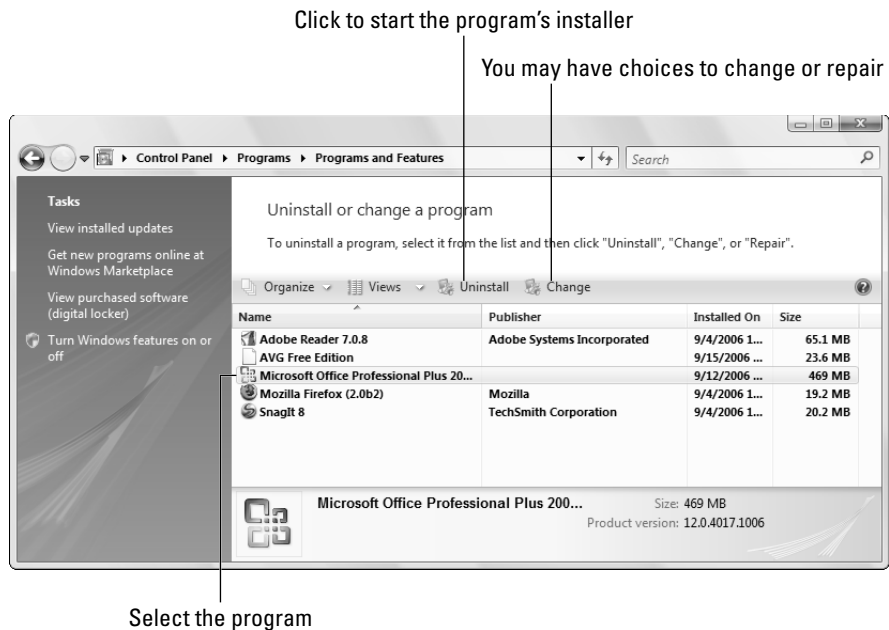 Click to start the program’s installer
You may have choices to change or repair
Control Panel Programs Programs and Features Search
Tasks
View installed updates
Get new programs online at
Windows Marketplace
View purchased software
(digital locker)
Turn Windows features on or
off
Uninstall or change a program
To uninstall a program, select it from the list and then click "Uninstall", "Change", or "Repair".
Organize Views Uninstall Change
Name Publisher Installed On Size
Adobe Reader 7.0.8 Adobe Systems Incorporated 9/4/2006 1... 65.1 MB
AVG Free Edition 9/15/2006 ... 23.6 MB
Microsoft Office Professional Plus 20... 9/12/2006 ... 469 MB
Mozilla Firefox (2.0b2) Mozilla 9/4/2006 1... 19.2 MB
SnagIt 8 TechSmith Corporation 9/4/2006 1... 20.2 MB
Microsoft Office Professional Plus 200... Size: 469 MB
Product version: 12.0.4017.1006
Select the program